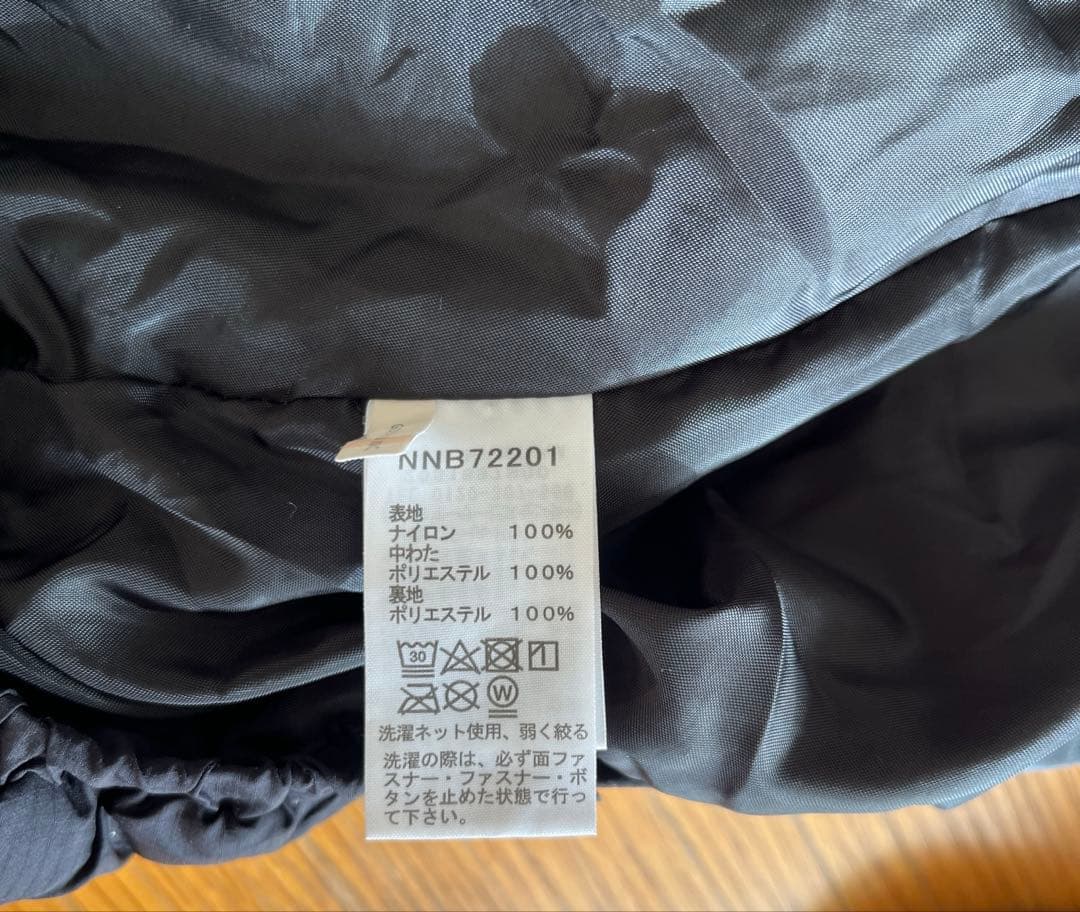 NNB72201
表地
ナイロン 100%
中わた
ポリエステル 100%
裏地
ポリエステル 100%
30
W
洗濯ネット使用、弱く絞る
洗濯の際は、必ず面ファ
スナー・ファスナー・ボ
タンを止めた状態で行っ
て下さい。